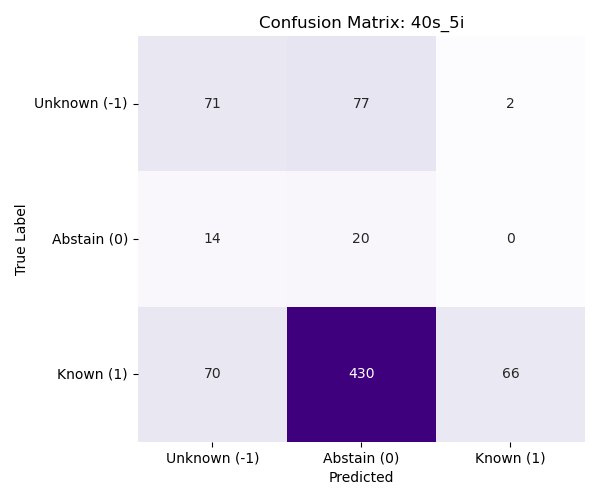 Confusion Matrix: 40s_5i
True Label
Unknown (-1) 71 77 2
Abstain (0) 14 20 0
Known (1) 70 430 66
Unknown (-1) Abstain (0) Known (1)
Predicted